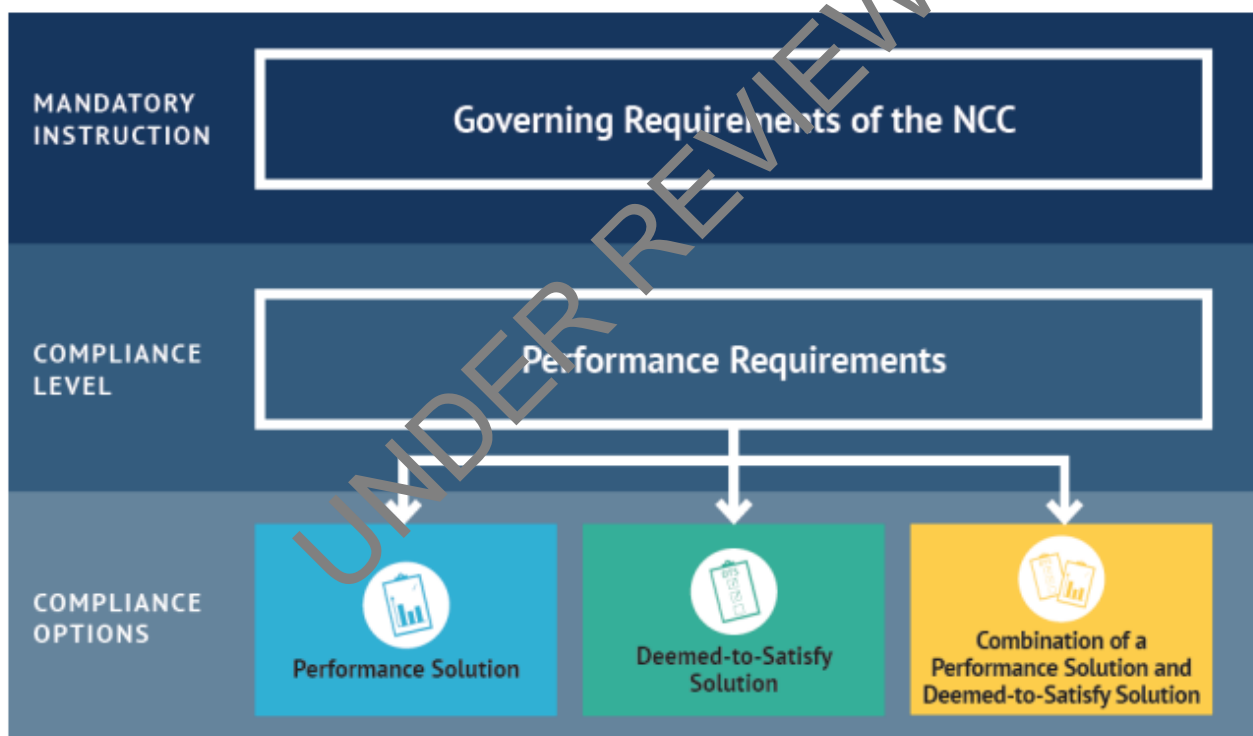 MANDATORY
INSTRUCTION
Governing Requirements of the NCC
COMPLIANCE
LEVEL
Performance Requirements
COMPLIANCE
OPTIONS
Performance Solution
DTS
Deemed-to-Satisfy
Solution
Combination of a
Performance Solution and
Deemed-to-Satisfy Solution
UNDER REVIEW